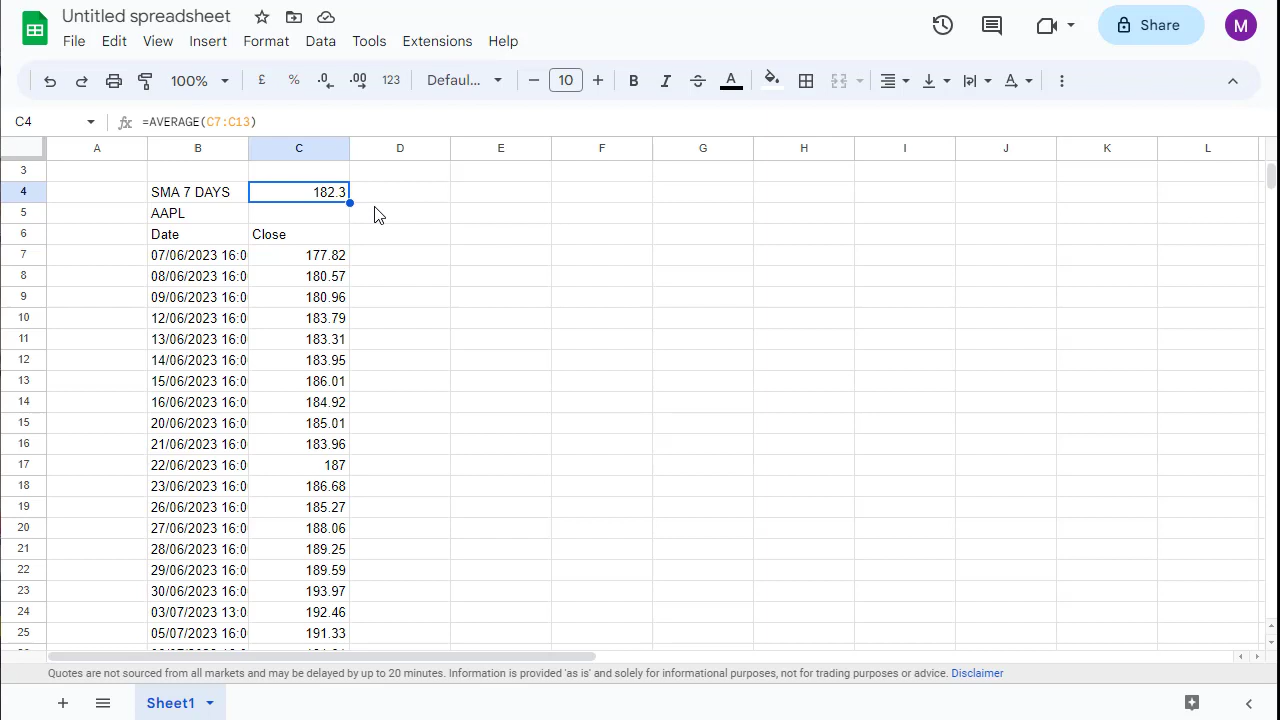 Untitled spreadsheet
Share
M
File Edit View Insert Format Data Tools Extensions Help
100% £ % .0 .00 123 Defaul... 10 B I S A A
C4 fx =AVERAGE(C7:C13)
A B C D E F G H I J K L
3
4 SMA 7 DAYS 182.3
5 AAPL
6 Date Close
7 07/06/2023 16:0 177.82
8 08/06/2023 16:0 180.57
9 09/06/2023 16:0 180.96
10 12/06/2023 16:0 183.79
11 13/06/2023 16:0 183.31
12 14/06/2023 16:0 183.95
13 15/06/2023 16:0 186.01
14 16/06/2023 16:0 184.92
15 20/06/2023 16:0 185.01
16 21/06/2023 16:0 183.96
17 22/06/2023 16:0 187
18 23/06/2023 16:0 186.68
19 26/06/2023 16:0 185.27
20 27/06/2023 16:0 188.06
21 28/06/2023 16:0 189.25
22 29/06/2023 16:0 189.59
23 30/06/2023 16:0 193.97
24 03/07/2023 13:0 192.46
25 05/07/2023 16:0 191.33
Quotes are not sourced from all markets and may be delayed by up to 20 minutes. Information is provided 'as is' and solely for informational purposes, not for trading purposes or advice. Disclaimer
Sheet1